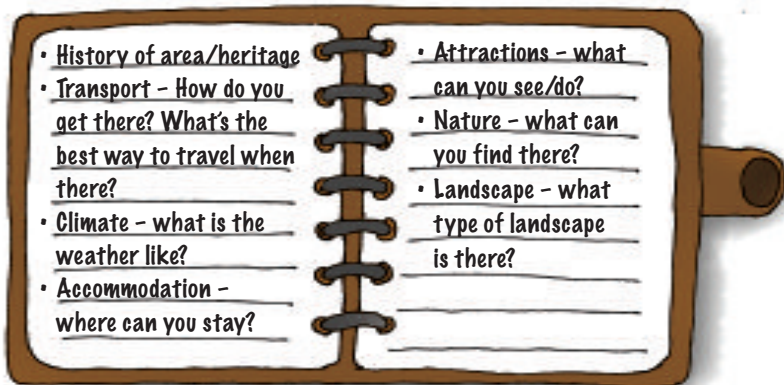 · History of area/heritage
· Transport – How do you
get there? What's the
best way to travel when
there?
· Climate – what is the
weather like?
· Accommodation –
where can you stay?
· Attractions – what
can you see/do?
· Nature – what can
you find there?
· Landscape – what
type of landscape
is there?